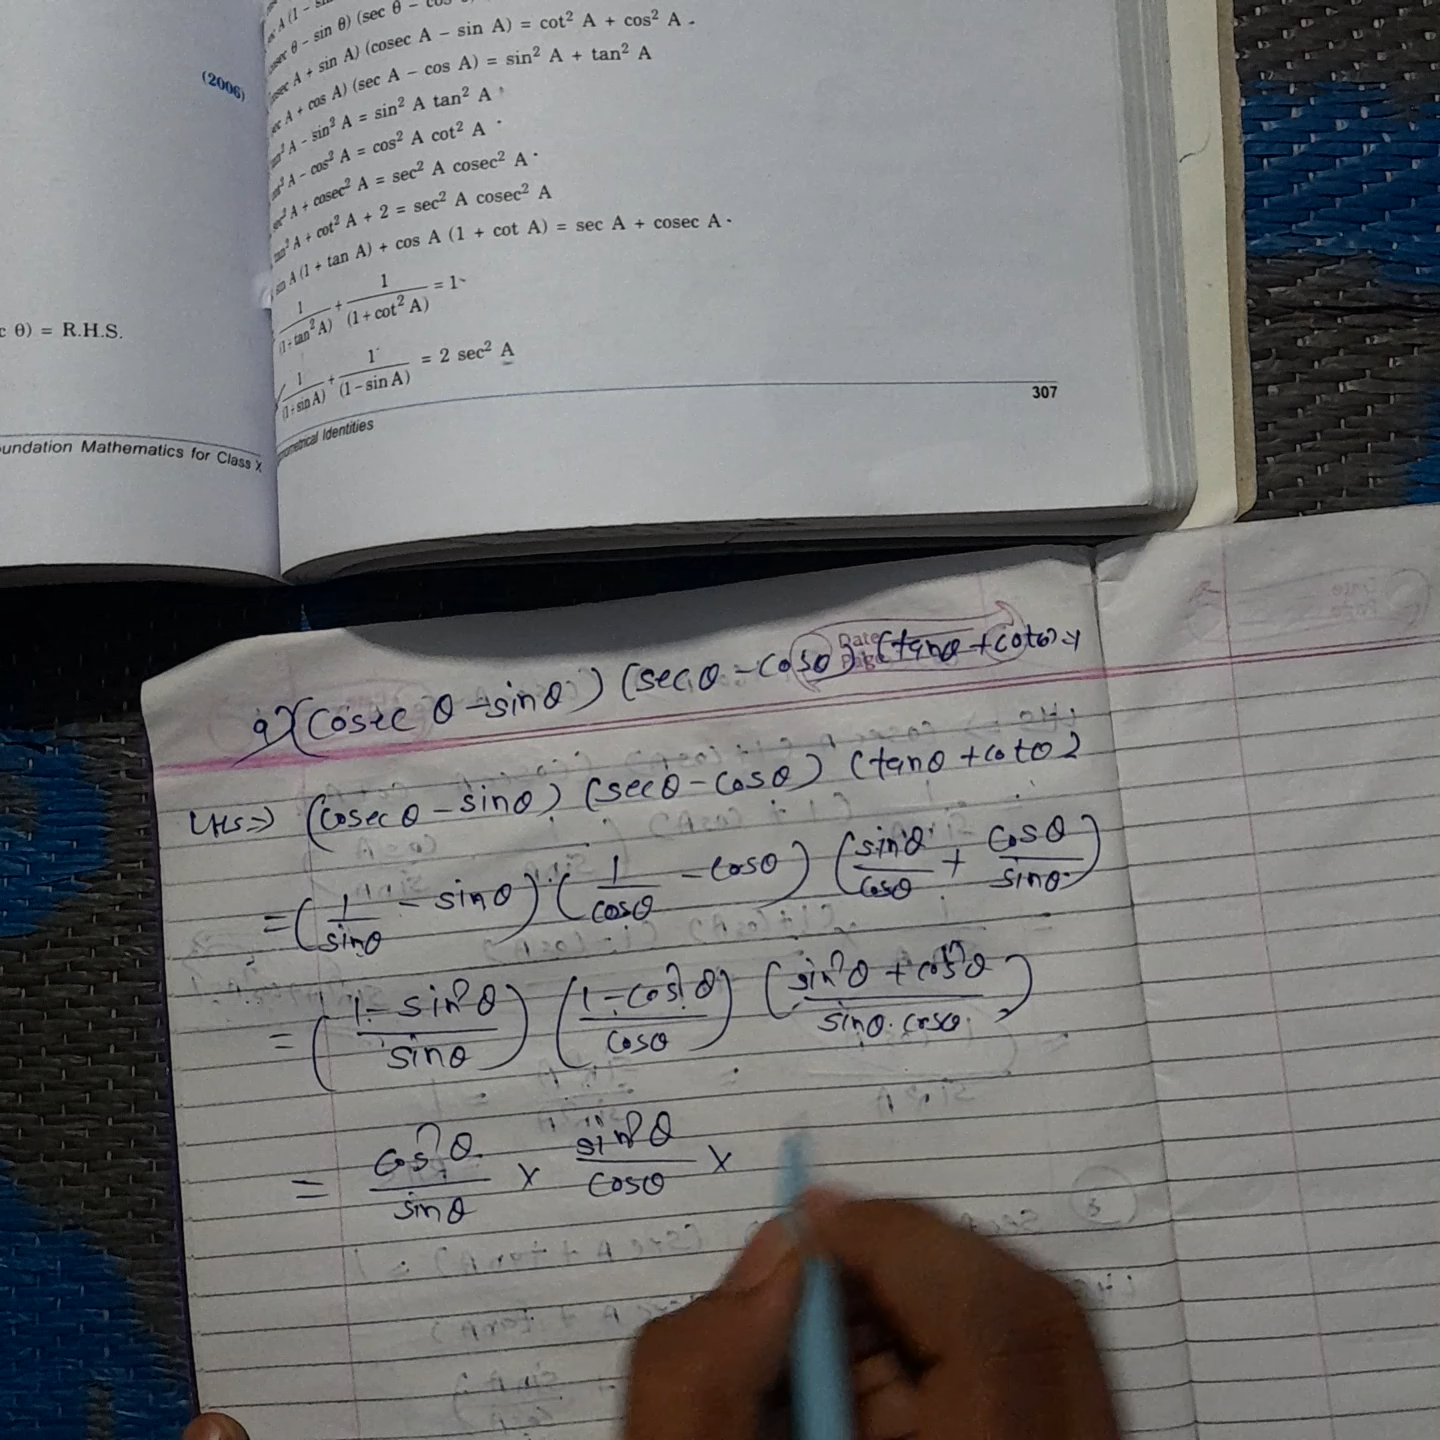 (2006)
θ) = R.H.S.
Foundation Mathematics for Class X
A (1 –
θ – sin θ) (sec θ –
A + sin A) (cosec A – sin A) = cot² A + cos² A
A + cos A) (sec A – cos A) = sin² A + tan² A
A – sin² A = sin² A tan² A
A – cos² A = cos² A cot² A
A + cosec² A = sec² A cosec² A
tan² A + cot² A + 2 = sec² A cosec² A
sin A (1 + tan A) + cos A (1 + cot A) = sec A + cosec A
1/(1+tan² A) + 1/(1+cot² A) = 1
1/(1+sin A) + 1/(1–sin A) = 2 sec² A
307
Identities
Date
9) (cosec θ – sin θ) (sec θ – cos θ) (tan θ + cot θ) = 1
LHS ⇒ (cosec θ – sin θ) (sec θ – cos θ) (tan θ + cot θ)
= (1/sin θ – sin θ) (1/cos θ – cos θ) (sin θ/cos θ + cos θ/sin θ)
= (1 – sin² θ/sin θ) (1 – cos² θ/cos θ) (sin² θ + cos² θ/sin θ . cos θ)
= cos² θ/sin θ × sin² θ/cos θ ×